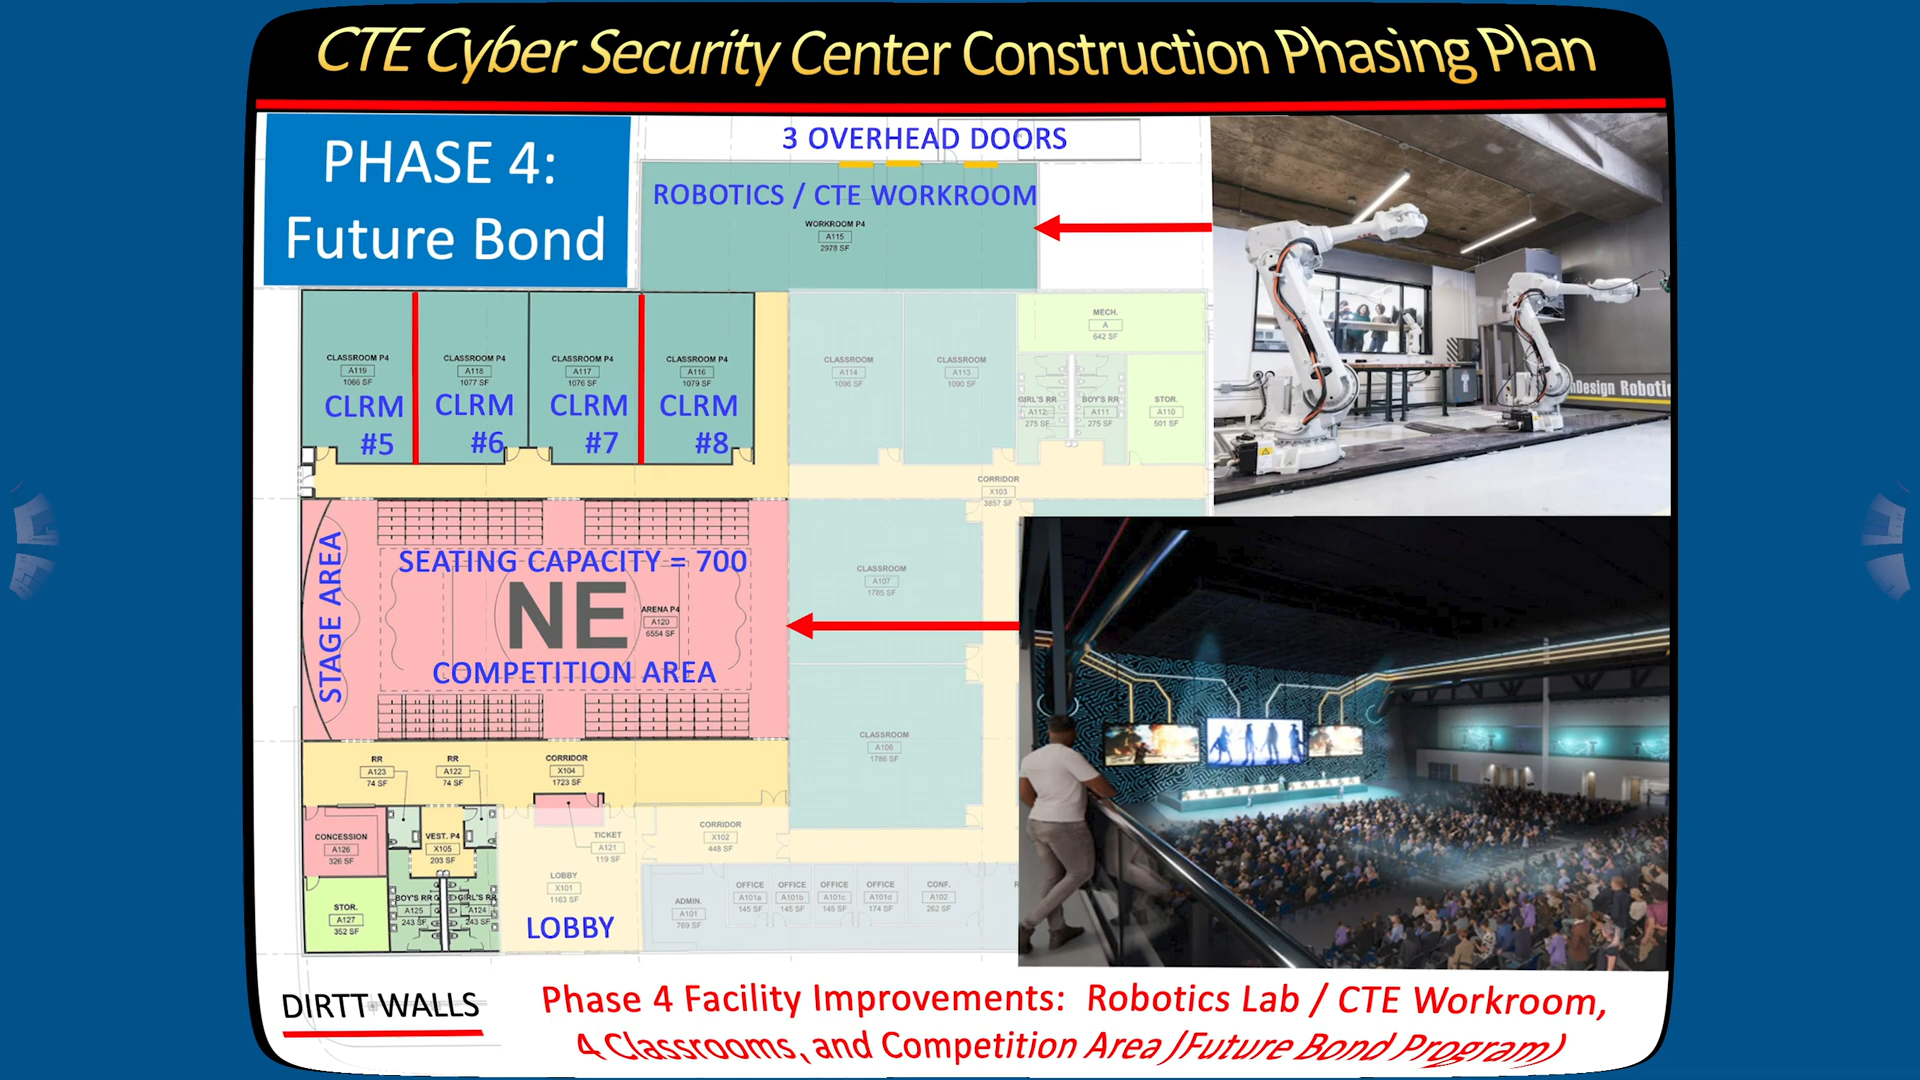 CTE Cyber Security Center Construction Phasing Plan
PHASE 4:
Future Bond
3 OVERHEAD DOORS
ROBOTICS / CTE WORKROOM
WORKROOM P4
A115
2978 SF
CLASSROOM P4
A119
1066 SF
CLRM
#5
CLASSROOM P4
A118
1077 SF
CLRM
#6
CLASSROOM P4
A117
1076 SF
CLRM
#7
CLASSROOM P4
A116
1079 SF
CLRM
#8
CLASSROOM
A114
1096 SF
CLASSROOM
A113
1090 SF
MECH.
A
642 SF
GIRL'S RR
A112
275 SF
BOY'S RR
A111
275 SF
STOR.
A110
501 SF
Design Robotic
CORRIDOR
X103
3857 SF
STAGE AREA
SEATING CAPACITY = 700
NE
ARENA P4
A120
6554 SF
COMPETITION AREA
CLASSROOM
A107
1785 SF
CLASSROOM
A106
1786 SF
RR
A123
74 SF
RR
A122
74 SF
CORRIDOR
X104
1723 SF
CONCESSION
A126
326 SF
VEST. P4
X105
203 SF
TICKET
A121
119 SF
CORRIDOR
X102
448 SF
LOBBY
X101
1163 SF
LOBBY
STOR.
A127
352 SF
BOY'S RR
A125
243 SF
GIRL'S RR
A124
243 SF
ADMIN.
A101
769 SF
OFFICE
A101a
145 SF
OFFICE
A101b
145 SF
OFFICE
A101c
145 SF
OFFICE
A101d
174 SF
CONF.
A102
262 SF
DIRTT WALLS
Phase 4 Facility Improvements: Robotics Lab / CTE Workroom,
4 Classrooms, and Competition Area (Future Bond Program)